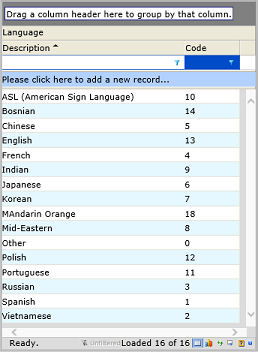 Drag a column header here to group by that column.
Language
Description Code
Please click here to add a new record...
ASL (American Sign Language) 10
Bosnian 14
Chinese 5
English 13
French 4
Indian 9
Japanese 6
Korean 7
MAndarin Orange 18
Mid-Eastern 8
Other 0
Polish 12
Portuguese 11
Russian 3
Spanish 1
Vietnamese 2
Ready. Unfiltered Loaded 16 of 16